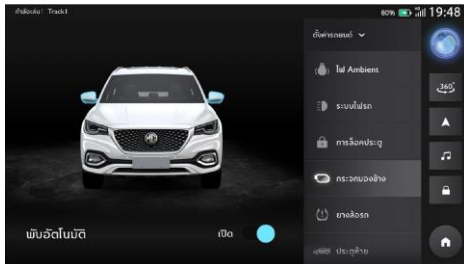 กำลังเล่น: Track1
80%
19:48
ตั้งค่ารถยนต์
ไฟ Ambient
360°
ระบบไฟรถ
การล็อคประตู
กระจกมองข้าง
ยางล้อรถ
พับอัตโนมัติ
เปิด
ประตูท้าย